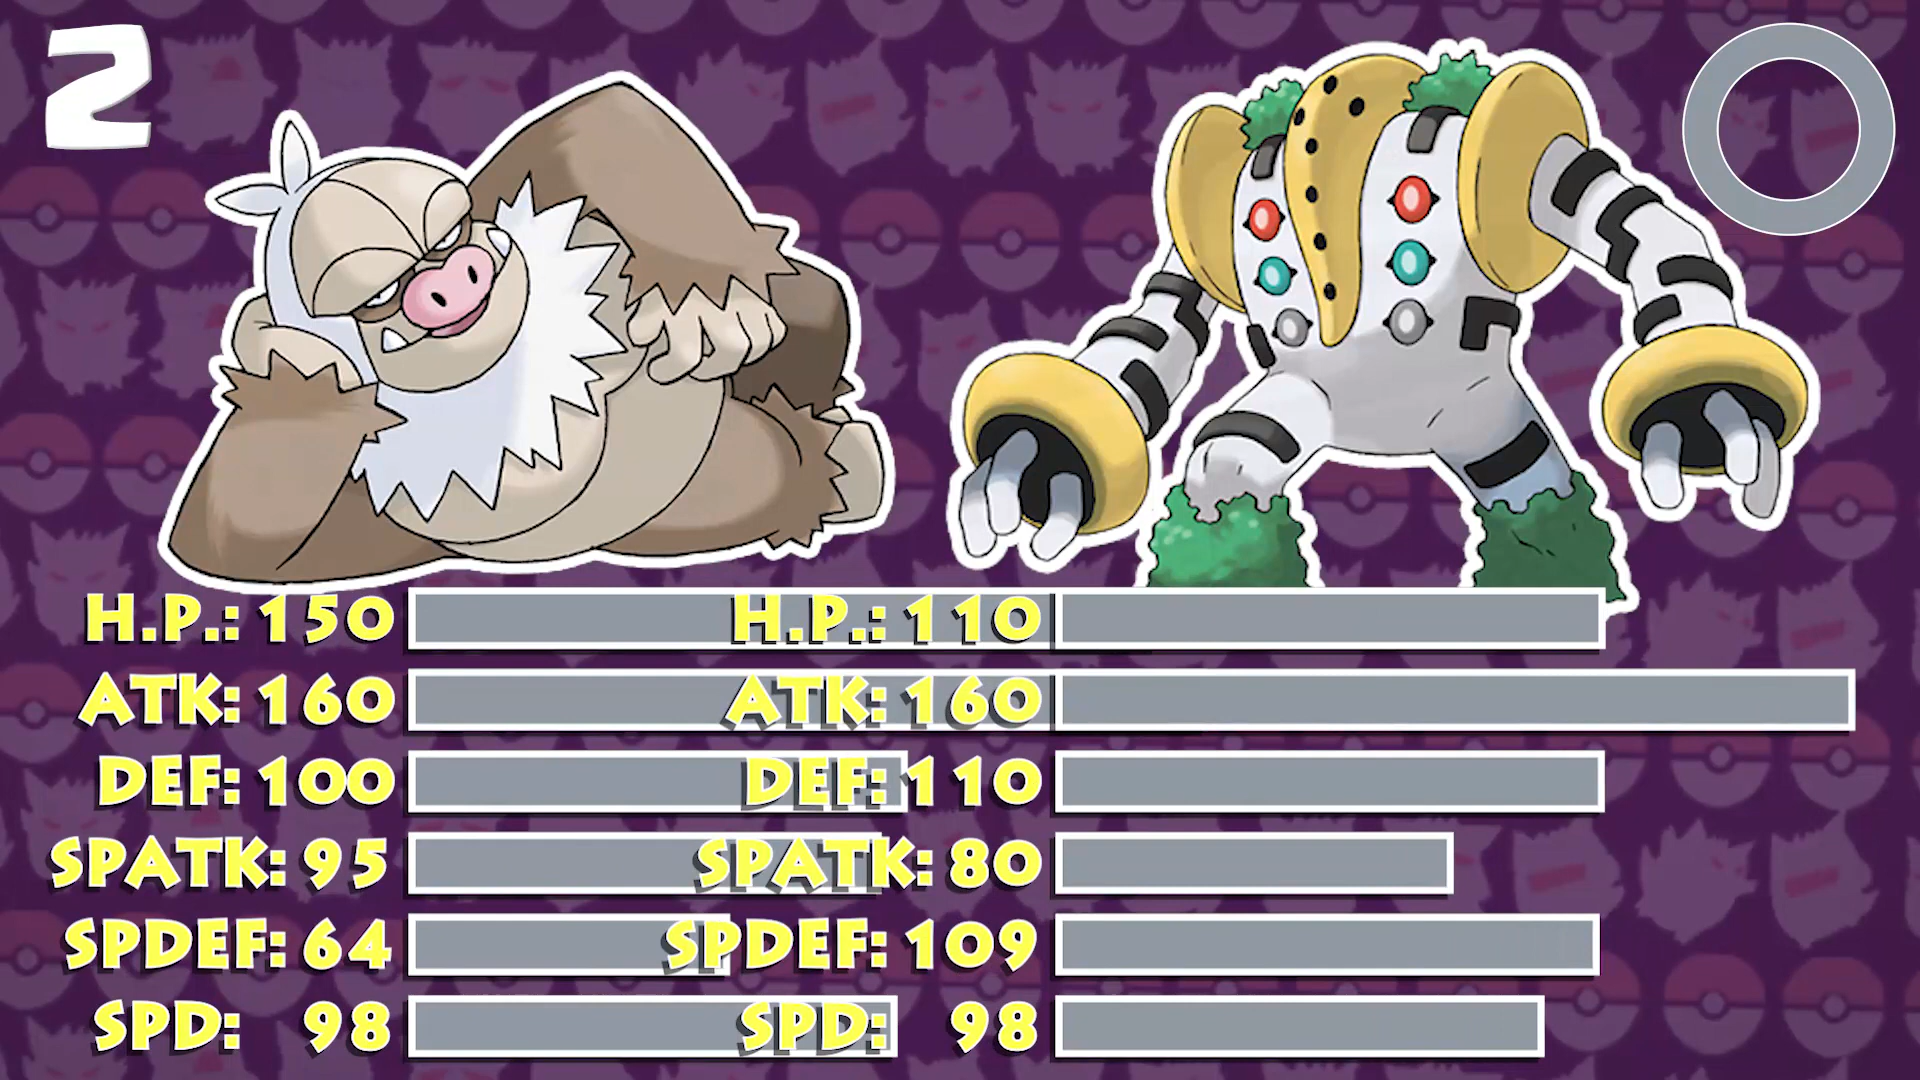 2
H.P.: 150 H.P.: 110
ATK: 160 ATK: 160
DEF: 100 DEF: 110
SPATK: 95 SPATK: 80
SPDEF: 64 SPDEF: 109
SPD: 98 SPD: 98